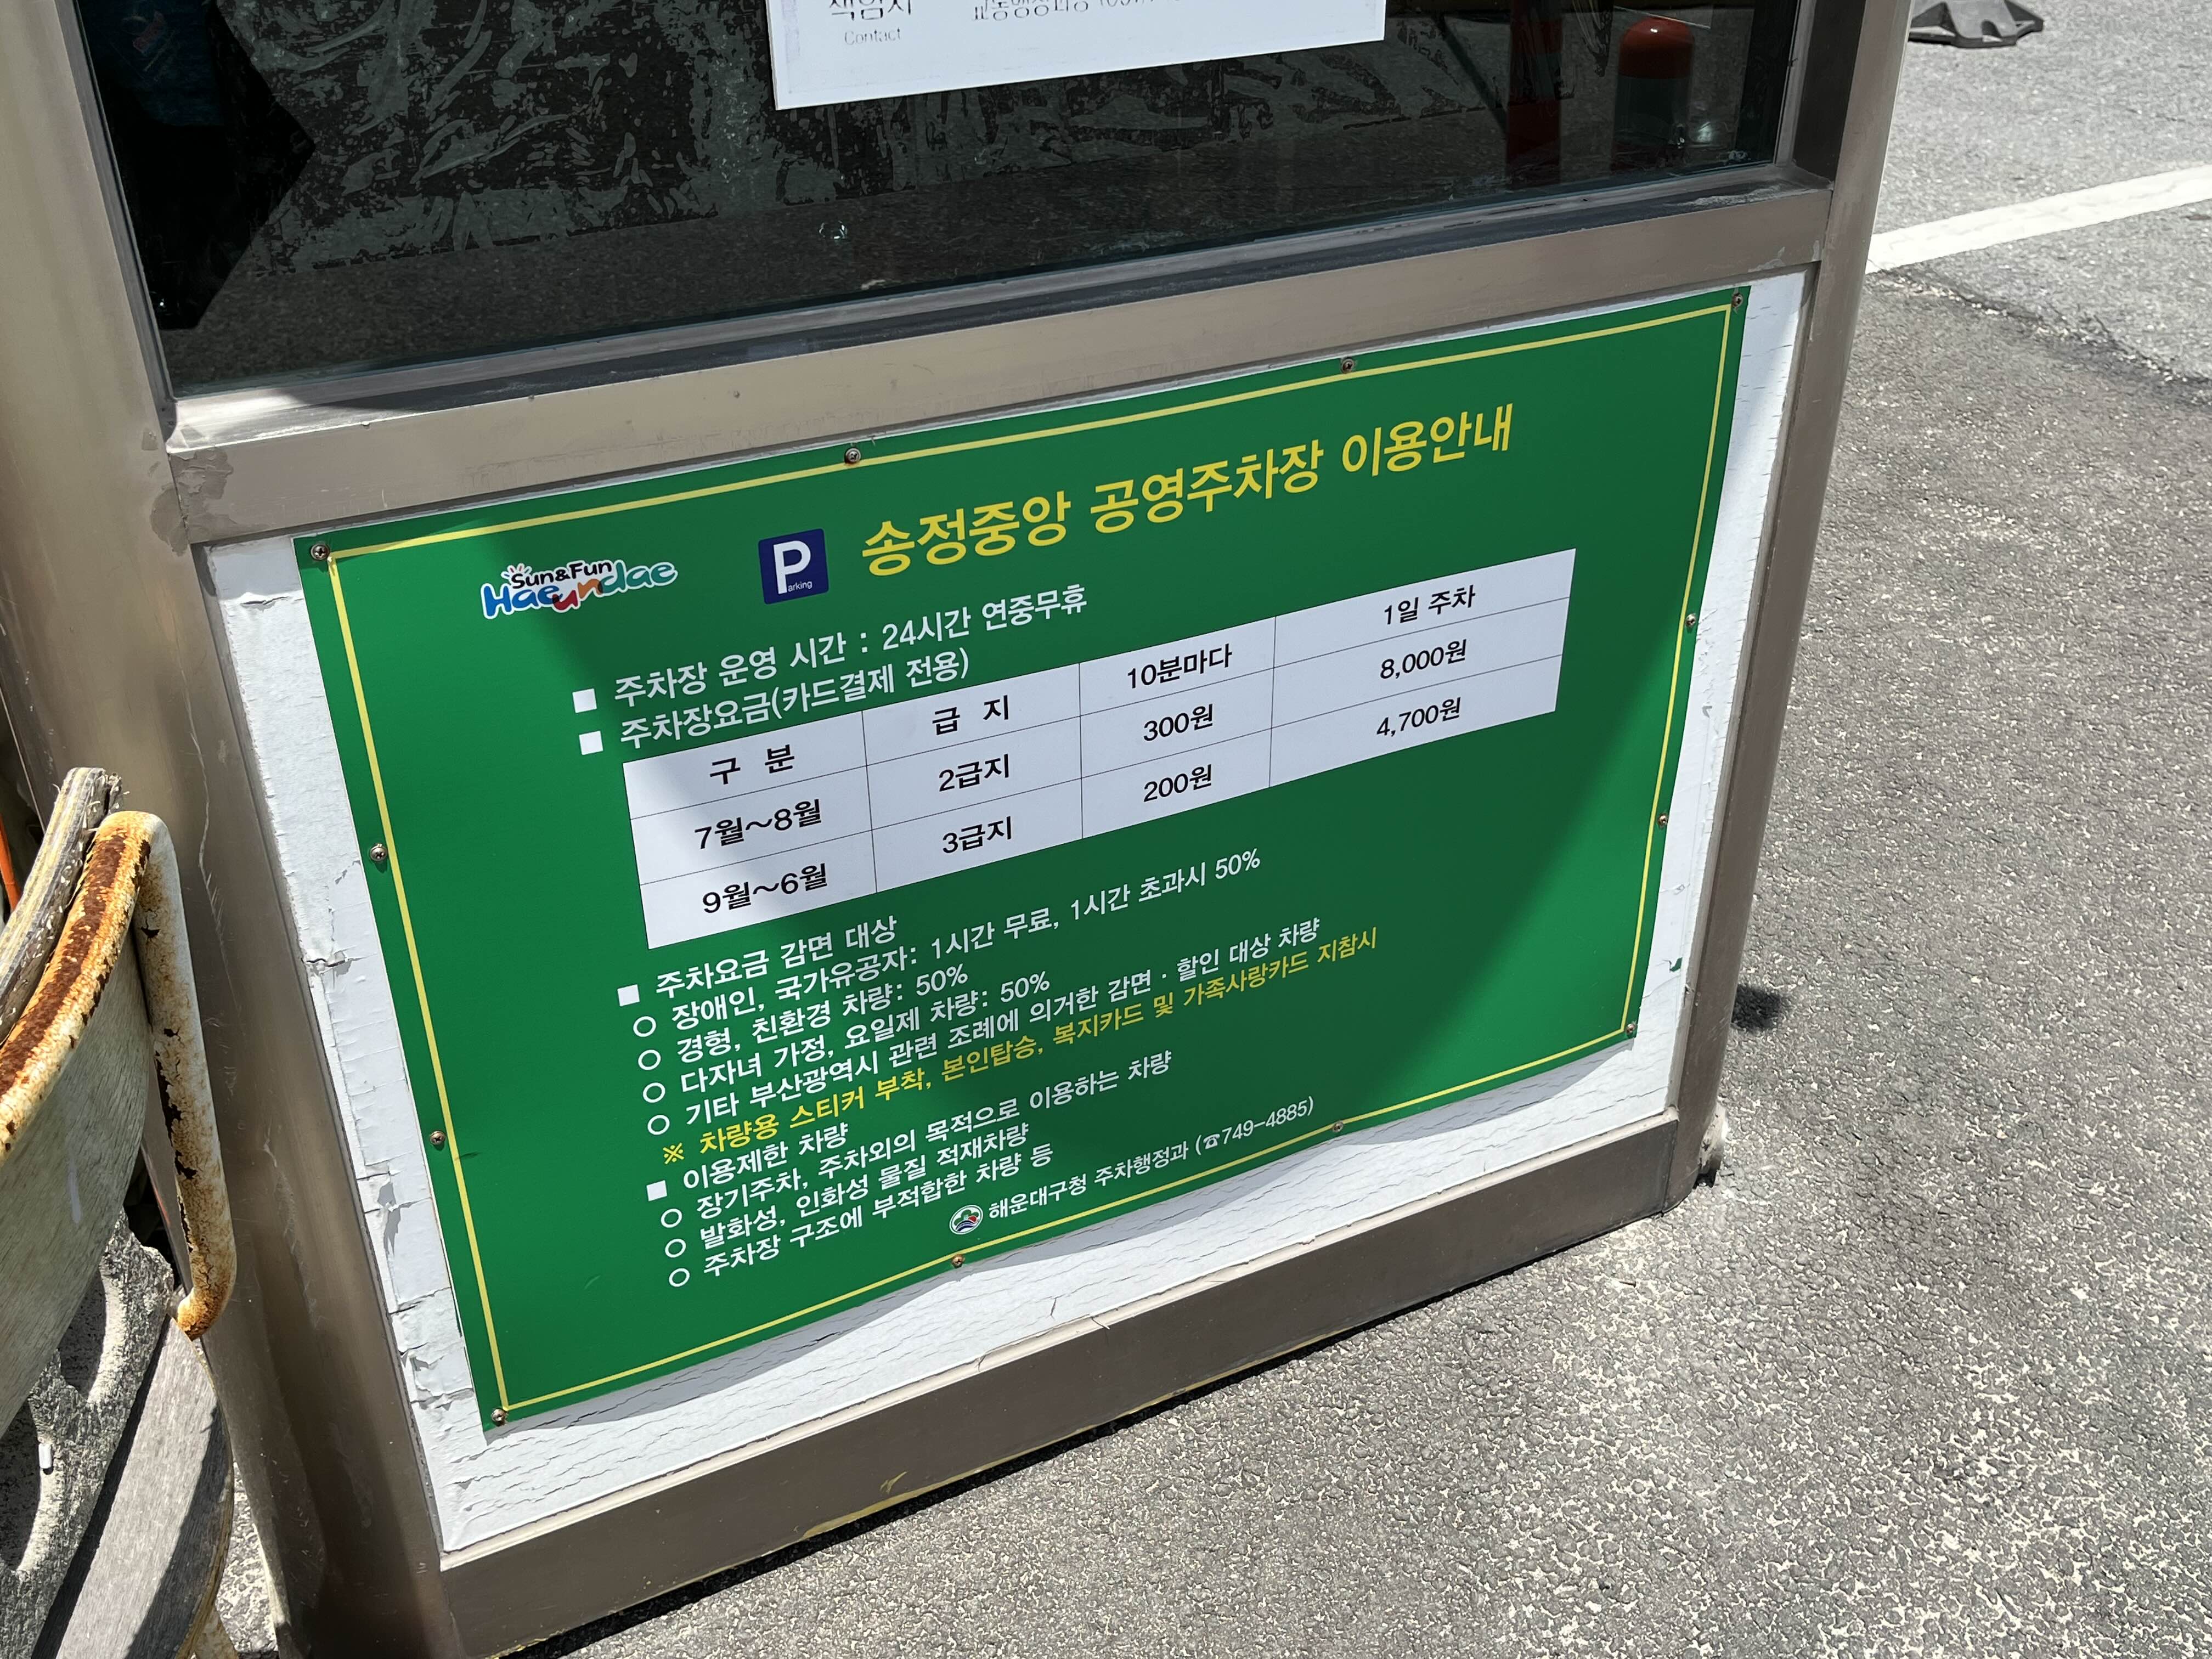 Contact
송정중앙 공영주차장 이용안내
Sun&Fun
Haeundae
P
arking
■ 주차장 운영 시간 : 24시간 연중무휴
■ 주차장요금(카드결제 전용)
구 분 급 지 10분마다 1일 주차
7월~8월 2급지 300원 8,000원
9월~6월 3급지 200원 4,700원
■ 주차요금 감면 대상
○ 장애인, 국가유공자: 1시간 무료, 1시간 초과시 50%
○ 경형, 친환경 차량: 50%
○ 다자녀 가정, 요일제 차량: 50%
○ 기타 부산광역시 관련 조례에 의거한 감면 · 할인 대상 차량
※ 차량용 스티커 부착, 본인탑승, 복지카드 및 가족사랑카드 지참시
■ 이용제한 차량
○ 장기주차, 주차외의 목적으로 이용하는 차량
○ 발화성, 인화성 물질 적재차량
○ 주차장 구조에 부적합한 차량 등
해운대구청 주차행정과 (☎749-4885)